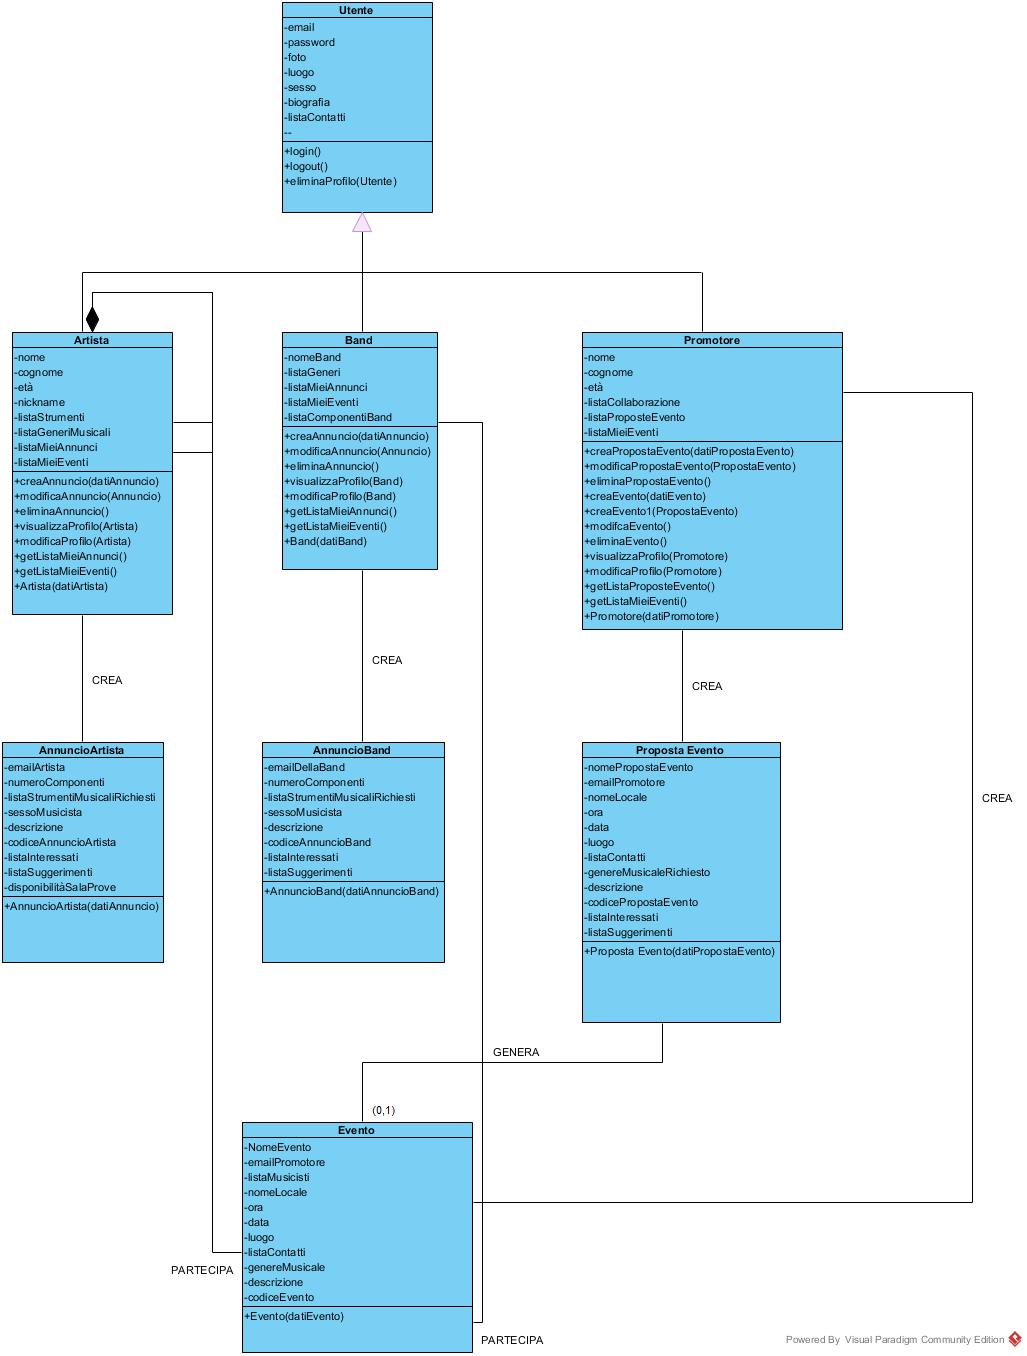 Utente
-email
-password
-foto
-luogo
-sesso
-biografia
-listaContatti
--
+login()
+logout()
+eliminaProfilo(Utente)
Artista
-nome
-cognome
-età
-nickname
-listaStrumenti
-listaGeneriMusicali
-listaMieiAnnunci
-listaMieiEventi
+creaAnnuncio(datiAnnuncio)
+modificaAnnuncio(Annuncio)
+eliminaAnnuncio()
+visualizzaProfilo(Artista)
+modificaProfilo(Artista)
+getListaMieiAnnunci()
+getListaMieiEventi()
+Artista(datiArtista)
Band
-nomeBand
-listaGeneri
-listaMieiAnnunci
-listaMieiEventi
-listaComponentiBand
+creaAnnuncio(datiAnnuncio)
+modificaAnnuncio(Annuncio)
+eliminaAnnuncio()
+visualizzaProfilo(Band)
+modificaProfilo(Band)
+getListaMieiAnnunci()
+getListaMieiEventi()
+Band(datiBand)
Promotore
-nome
-cognome
-età
-listaCollaborazione
-listaProposteEvento
-listaMieiEventi
+creaPropostaEvento(datiPropostaEvento)
+modificaPropostaEvento(PropostaEvento)
+eliminaPropostaEvento()
+creaEvento(datiEvento)
+creaEvento1(PropostaEvento)
+modifcaEvento()
+eliminaEvento()
+visualizzaProfilo(Promotore)
+modificaProfilo(Promotore)
+getListaProposteEvento()
+getListaMieiEventi()
+Promotore(datiPromotore)
CREA
CREA
CREA
CREA
AnnuncioArtista
-emailArtista
-numeroComponenti
-listaStrumentiMusicaliRichiesti
-sessoMusicista
-descrizione
-codiceAnnuncioArtista
-listaInteressati
-listaSuggerimenti
-disponibilitàSalaProve
+AnnuncioArtista(datiAnnuncio)
AnnuncioBand
-emailDellaBand
-numeroComponenti
-listaStrumentiMusicaliRichiesti
-sessoMusicista
-descrizione
-codiceAnnuncioBand
-listaInteressati
-listaSuggerimenti
+AnnuncioBand(datiAnnuncioBand)
Proposta Evento
-nomePropostaEvento
-emailPromotore
-nomeLocale
-ora
-data
-luogo
-listaContatti
-genereMusicaleRichiesto
-descrizione
-codicePropostaEvento
-listaInteressati
-listaSuggerimenti
+Proposta Evento(datiPropostaEvento)
GENERA
(0,1)
Evento
-NomeEvento
-emailPromotore
-listaMusicisti
-nomeLocale
-ora
-data
-luogo
-listaContatti
-genereMusicale
-descrizione
-codiceEvento
+Evento(datiEvento)
PARTECIPA
PARTECIPA
Powered By Visual Paradigm Community Edition